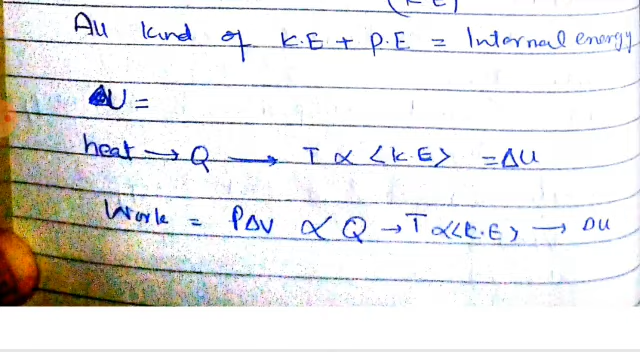 (K.E)
All kind of K.E + P.E = Internal energy
ΔU =
heat → Q → T ∝ <K.E> = ΔU
Work = PΔV ∝ Q → T ∝ <K.E> → ΔU